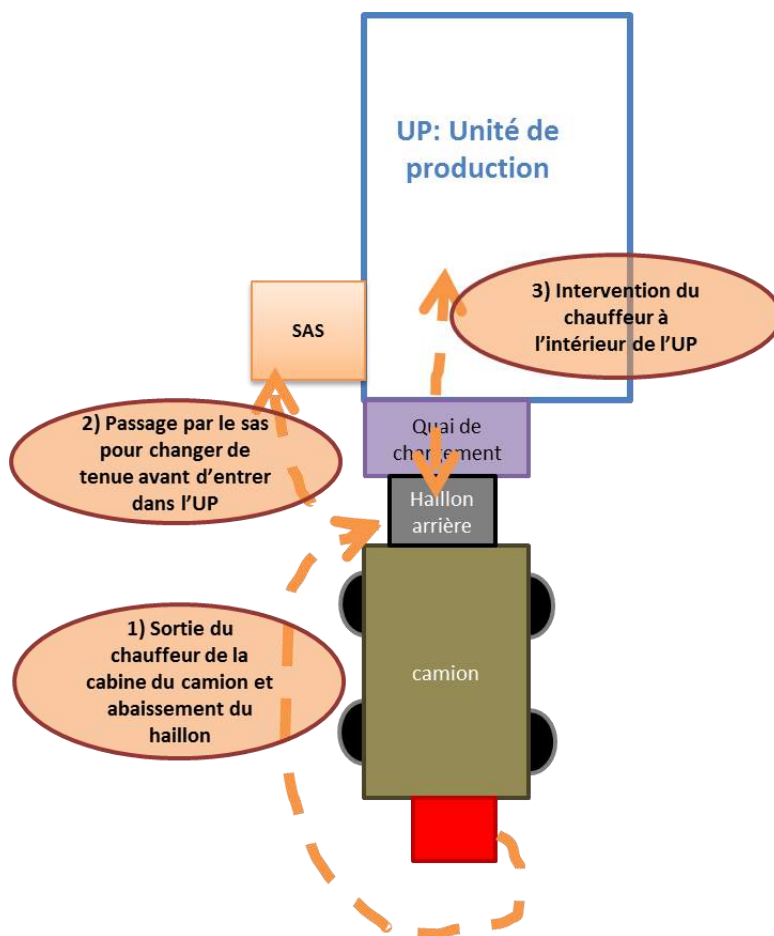 UP: Unité de
production
3) Intervention du
chauffeur à
l’intérieur de l’UP
SAS
2) Passage par le sas
pour changer de
tenue avant d’entrer
dans l’UP
Quai de
chargement
Haillon
arrière
1) Sortie du
chauffeur de la
cabine du camion et
abaissement du
haillon
camion